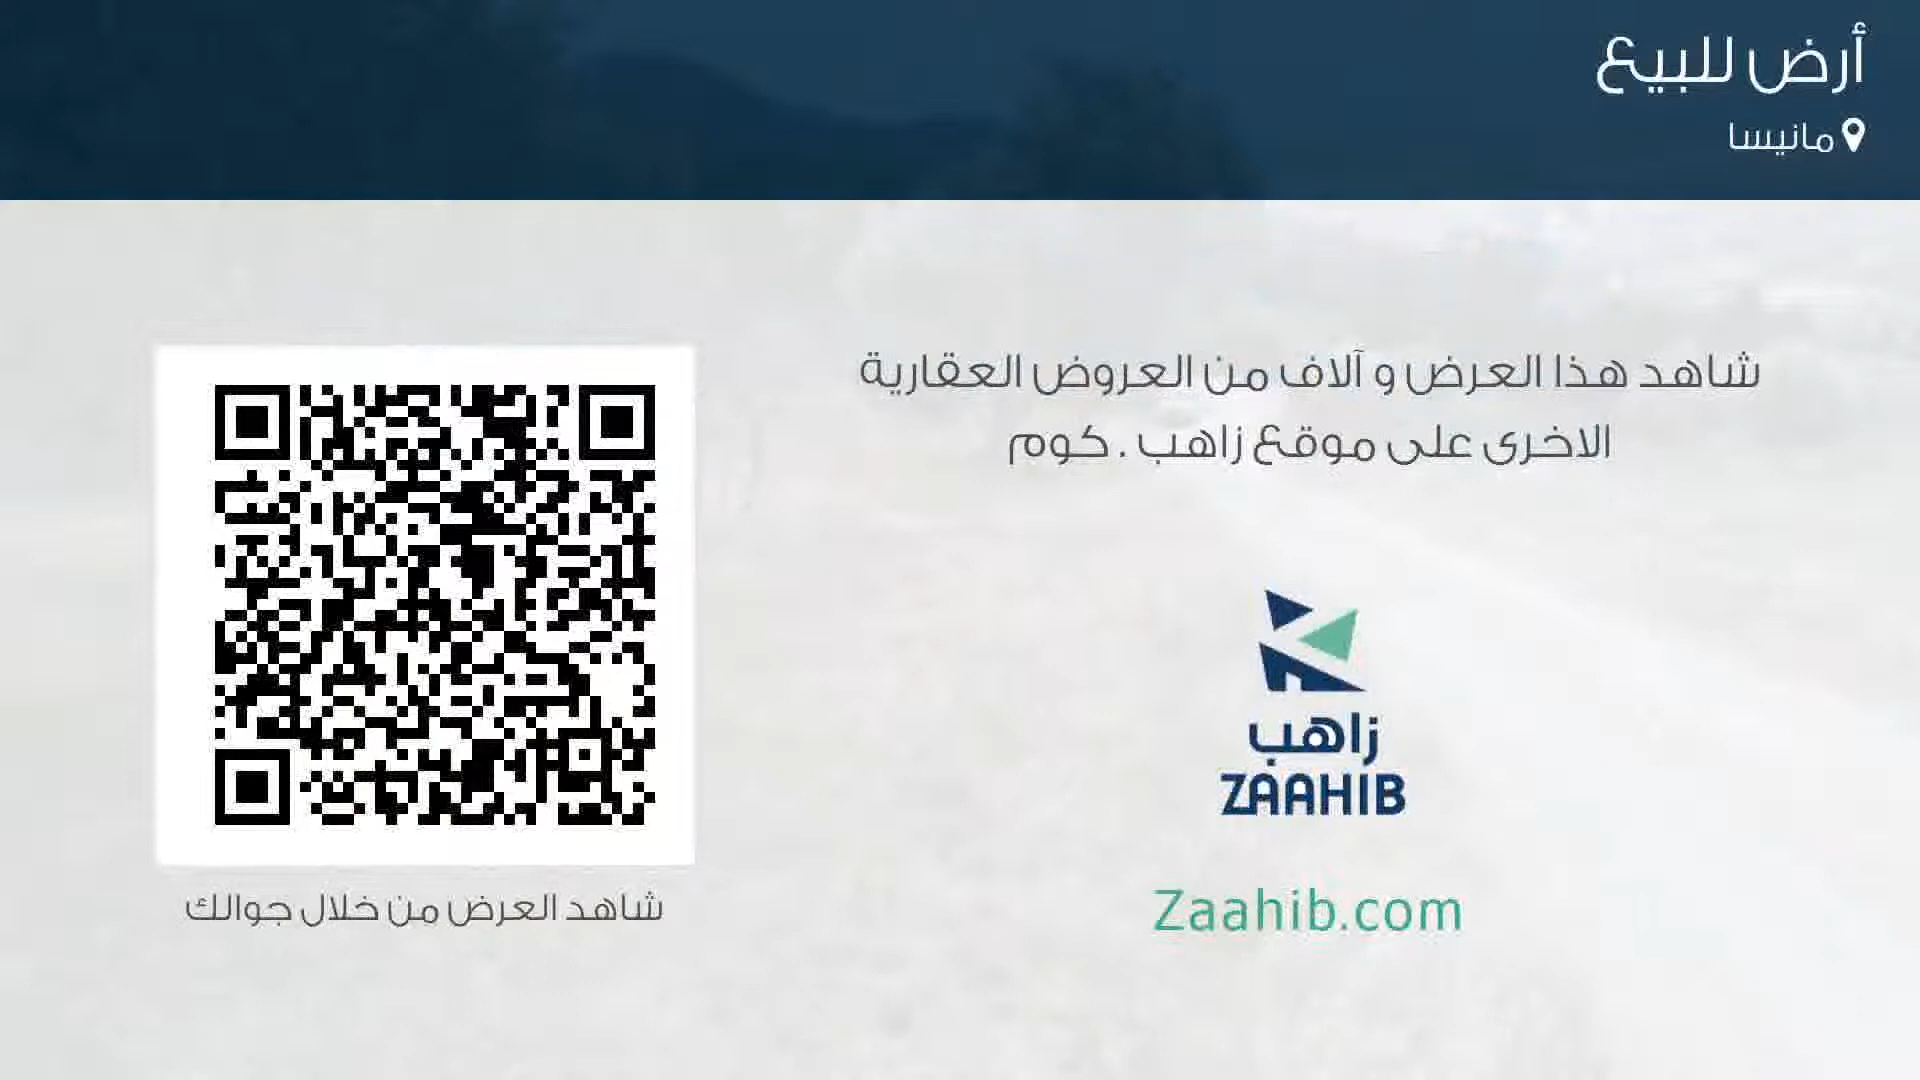 أرض للبيع
مانيسا
شاهد هذا العرض و آلاف من العروض العقارية
الاخرى على موقع زاهب . كوم
زاهب
ZAAHIB
Zaahib.com
شاهد العرض من خلال جوالك